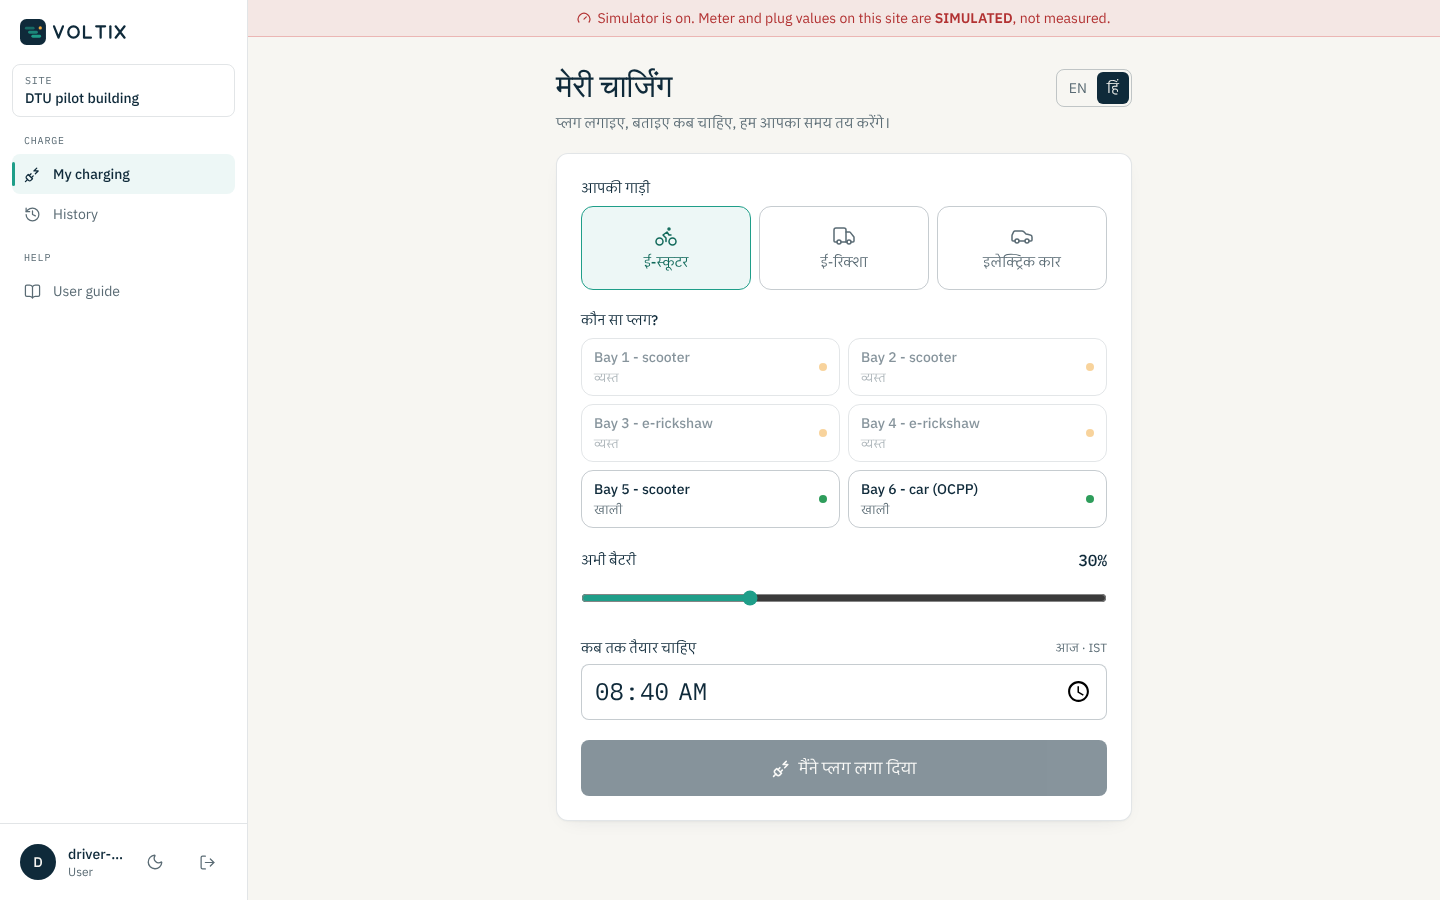 VOLTIX
Simulator is on. Meter and plug values on this site are SIMULATED, not measured.
SITE
DTU pilot building
CHARGE
My charging
History
HELP
User guide
मेरी चार्जिंग
EN हिं
प्लग लगाइए, बताइए कब चाहिए, हम आपका समय तय करेंगे।
आपकी गाड़ी
ई-स्कूटर
ई-रिक्शा
इलेक्ट्रिक कार
कौन सा प्लग?
Bay 1 - scooter
व्यस्त
Bay 2 - scooter
व्यस्त
Bay 3 - e-rickshaw
व्यस्त
Bay 4 - e-rickshaw
व्यस्त
Bay 5 - scooter
खाली
Bay 6 - car (OCPP)
खाली
अभी बैटरी 30%
कब तक तैयार चाहिए आज · IST
08:40 AM
मैंने प्लग लगा दिया
D
driver-...
User